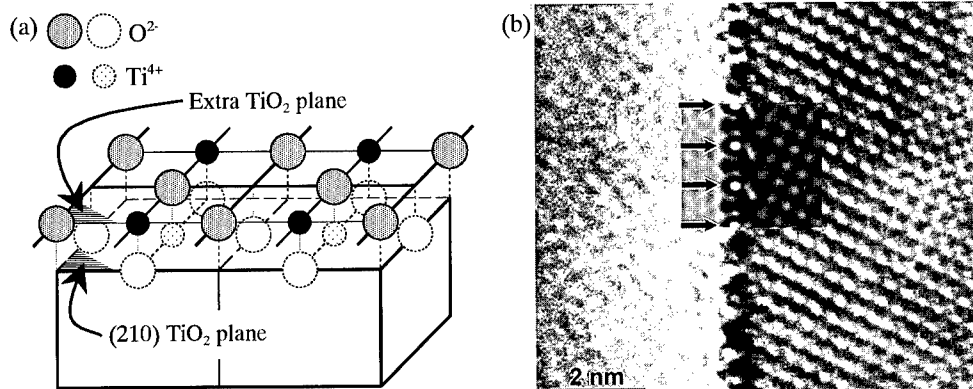 (a)
O²⁻
Ti⁴⁺
Extra TiO₂ plane
(210) TiO₂ plane
(b)
2 nm